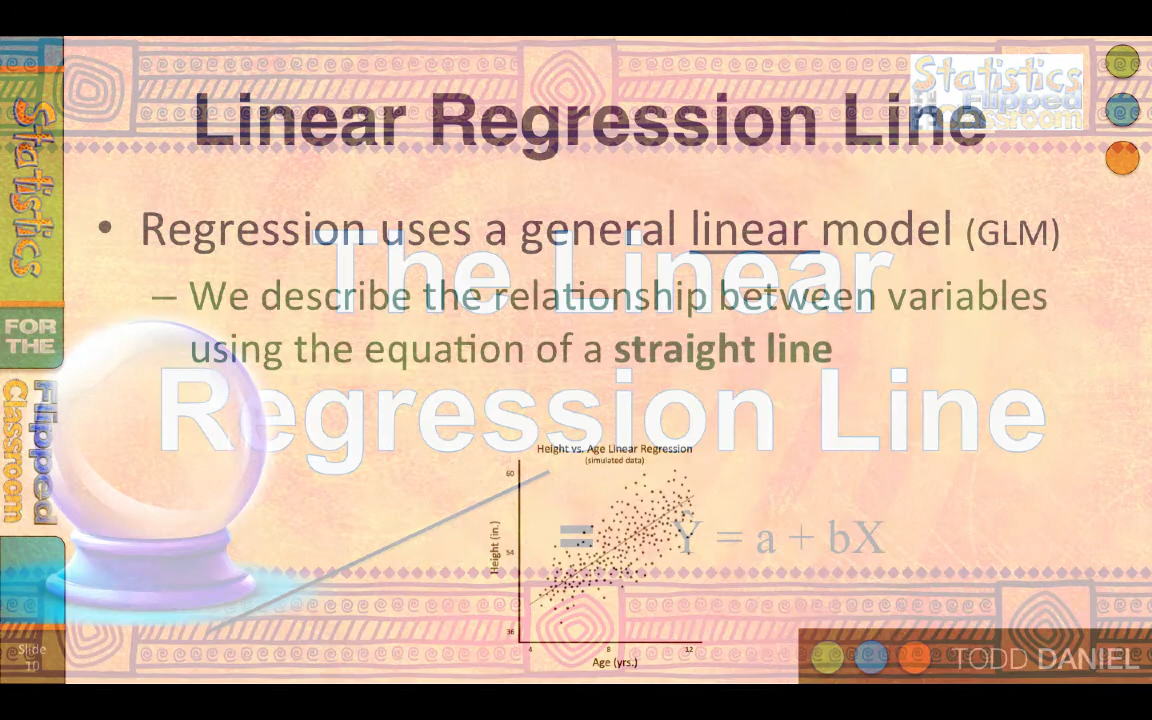 Statistics
Flipped
Classroom
Linear Regression Line
• Regression uses a general linear model (GLM)
– We describe the relationship between variables
using the equation of a straight line
The Linear
Regression Line
Statistics
FOR
THE
Flipped
Classroom
Height vs. Age Linear Regression
(simulated data)
60
54
36
Height (in.)
4 8 12
Age (yrs.)
= Ŷ = a + bX
Slide
10
TODD DANIEL